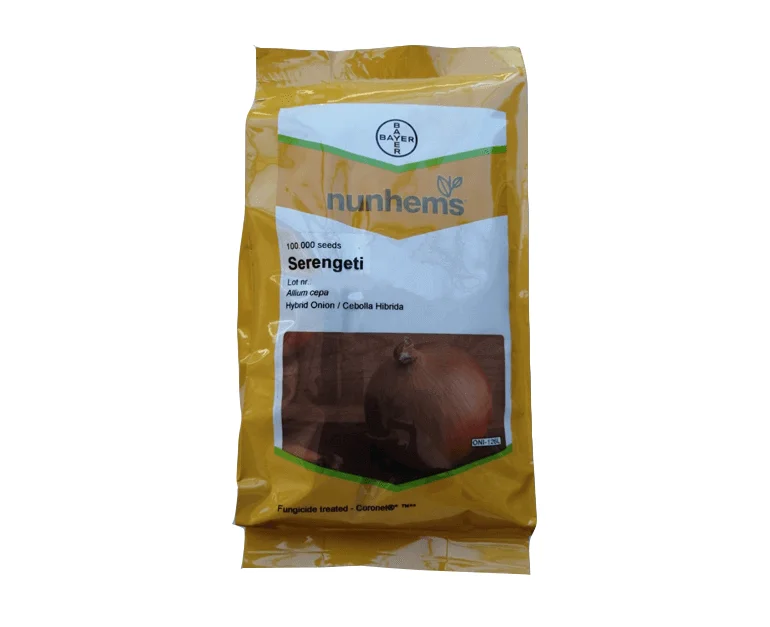 BAYER
BAYER
nunhems
100 000 seeds
Serengeti
Lot nr.:
Allium cepa
Hybrid Onion / Cebolla Hibrida
ONI-126L
Fungicide treated -